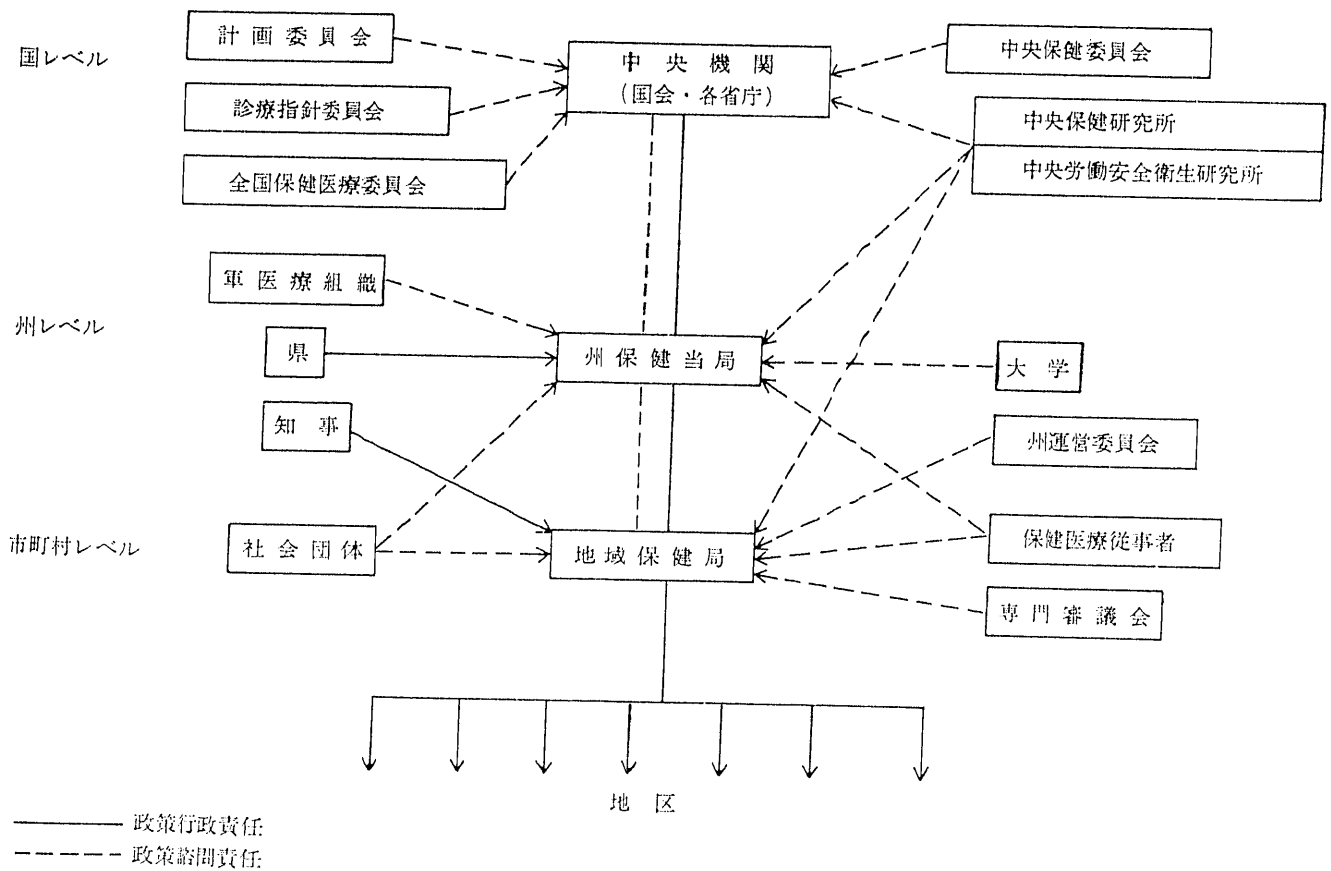 国レベル
計画委員会
診療指針委員会
全国保健医療委員会
中央機関
(国会・各省庁)
中央保健委員会
中央保健研究所
中央労働安全衛生研究所
州レベル
軍医療組織
県
知事
州保健当局
大学
州運営委員会
市町村レベル
社会団体
地域保健局
保健医療従事者
専門審議会
地区
政策行政責任
政策諮問責任